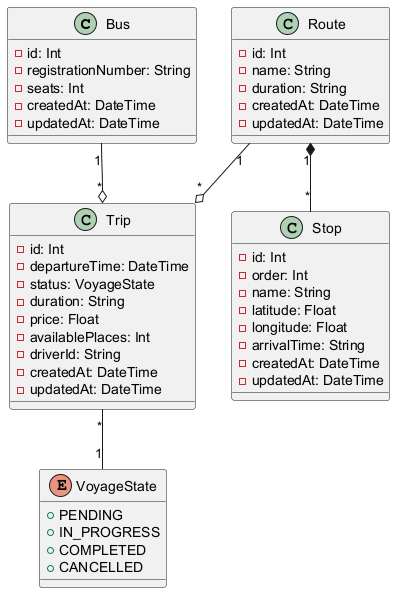 C Bus
id: Int
registrationNumber: String
seats: Int
createdAt: DateTime
updatedAt: DateTime
C Route
id: Int
name: String
duration: String
createdAt: DateTime
updatedAt: DateTime
1
*
1
*
1
*
C Trip
id: Int
departureTime: DateTime
status: VoyageState
duration: String
price: Float
availablePlaces: Int
driverId: String
createdAt: DateTime
updatedAt: DateTime
C Stop
id: Int
order: Int
name: String
latitude: Float
longitude: Float
arrivalTime: String
createdAt: DateTime
updatedAt: DateTime
*
1
E VoyageState
PENDING
IN_PROGRESS
COMPLETED
CANCELLED